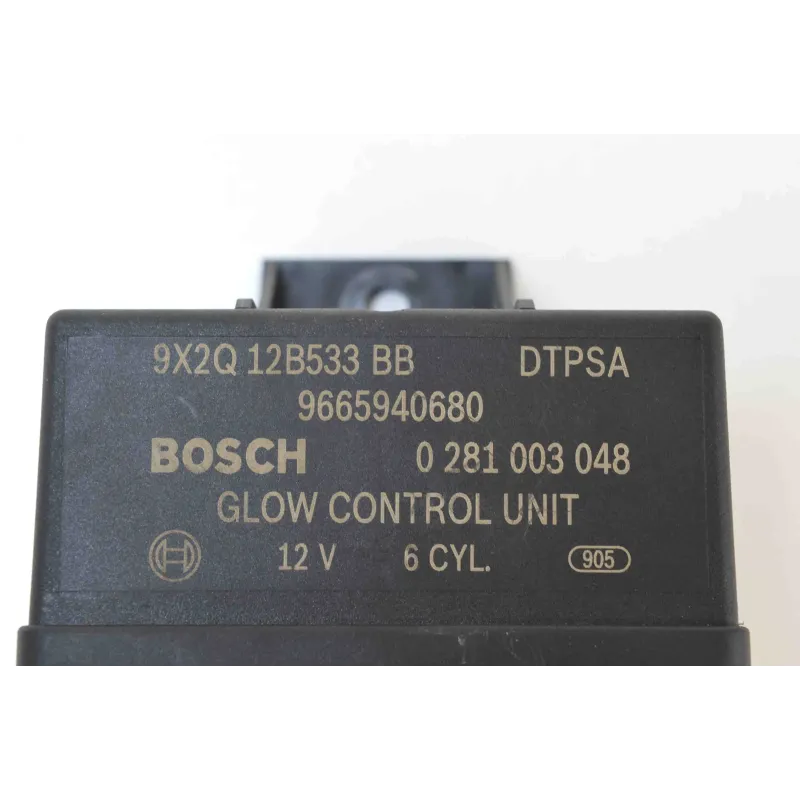 9X2Q 12B533 BB DTPSA
9665940680
BOSCH 0 281 003 048
GLOW CONTROL UNIT
12 V 6 CYL. 905